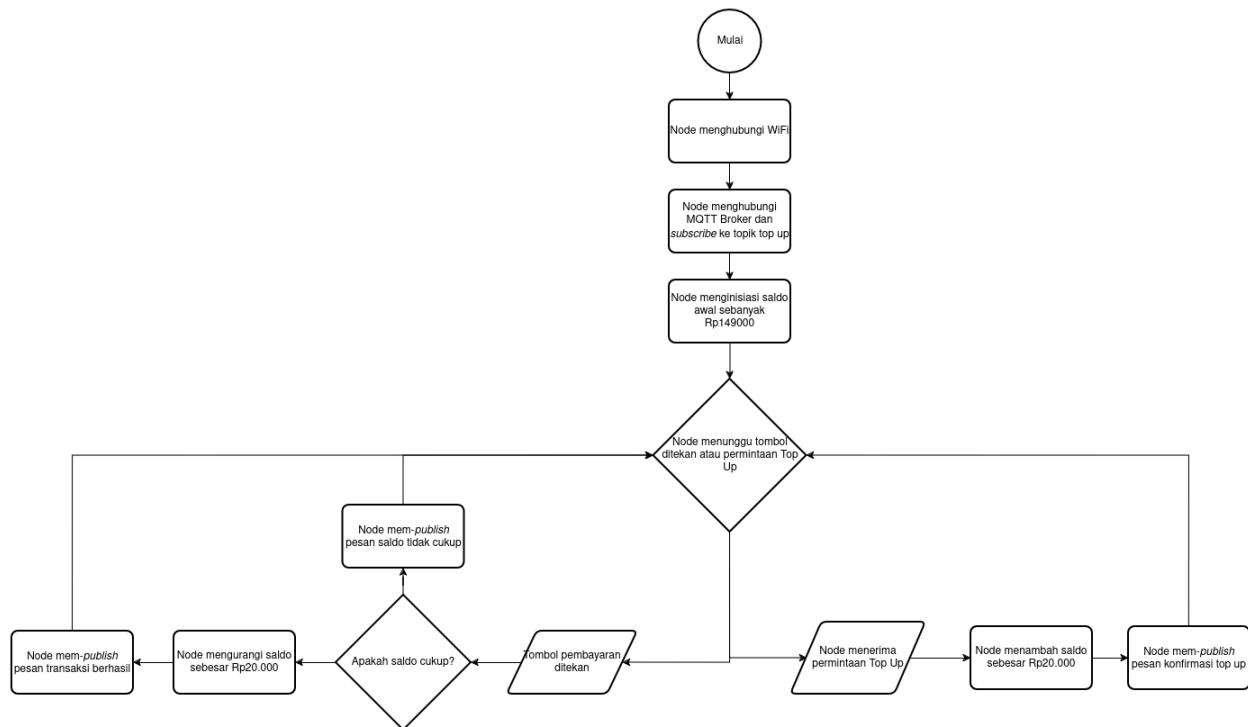 Mulai
Node menghubungi WiFi
Node menghubungi
MQTT Broker dan
subscribe ke topik top up
Node menginisiasi saldo
awal sebanyak
Rp149000
Node menunggu tombol
ditekan atau permintaan Top
Up
Node mem-publish
pesan saldo tidak cukup
Node mem-publish
pesan transaksi berhasil
Node mengurangi saldo
sebesar Rp20.000
Apakah saldo cukup?
Tombol pembayaran
ditekan
Node menerima
permintaan Top Up
Node menambah saldo
sebesar Rp20.000
Node mem-publish
pesan konfirmasi top up